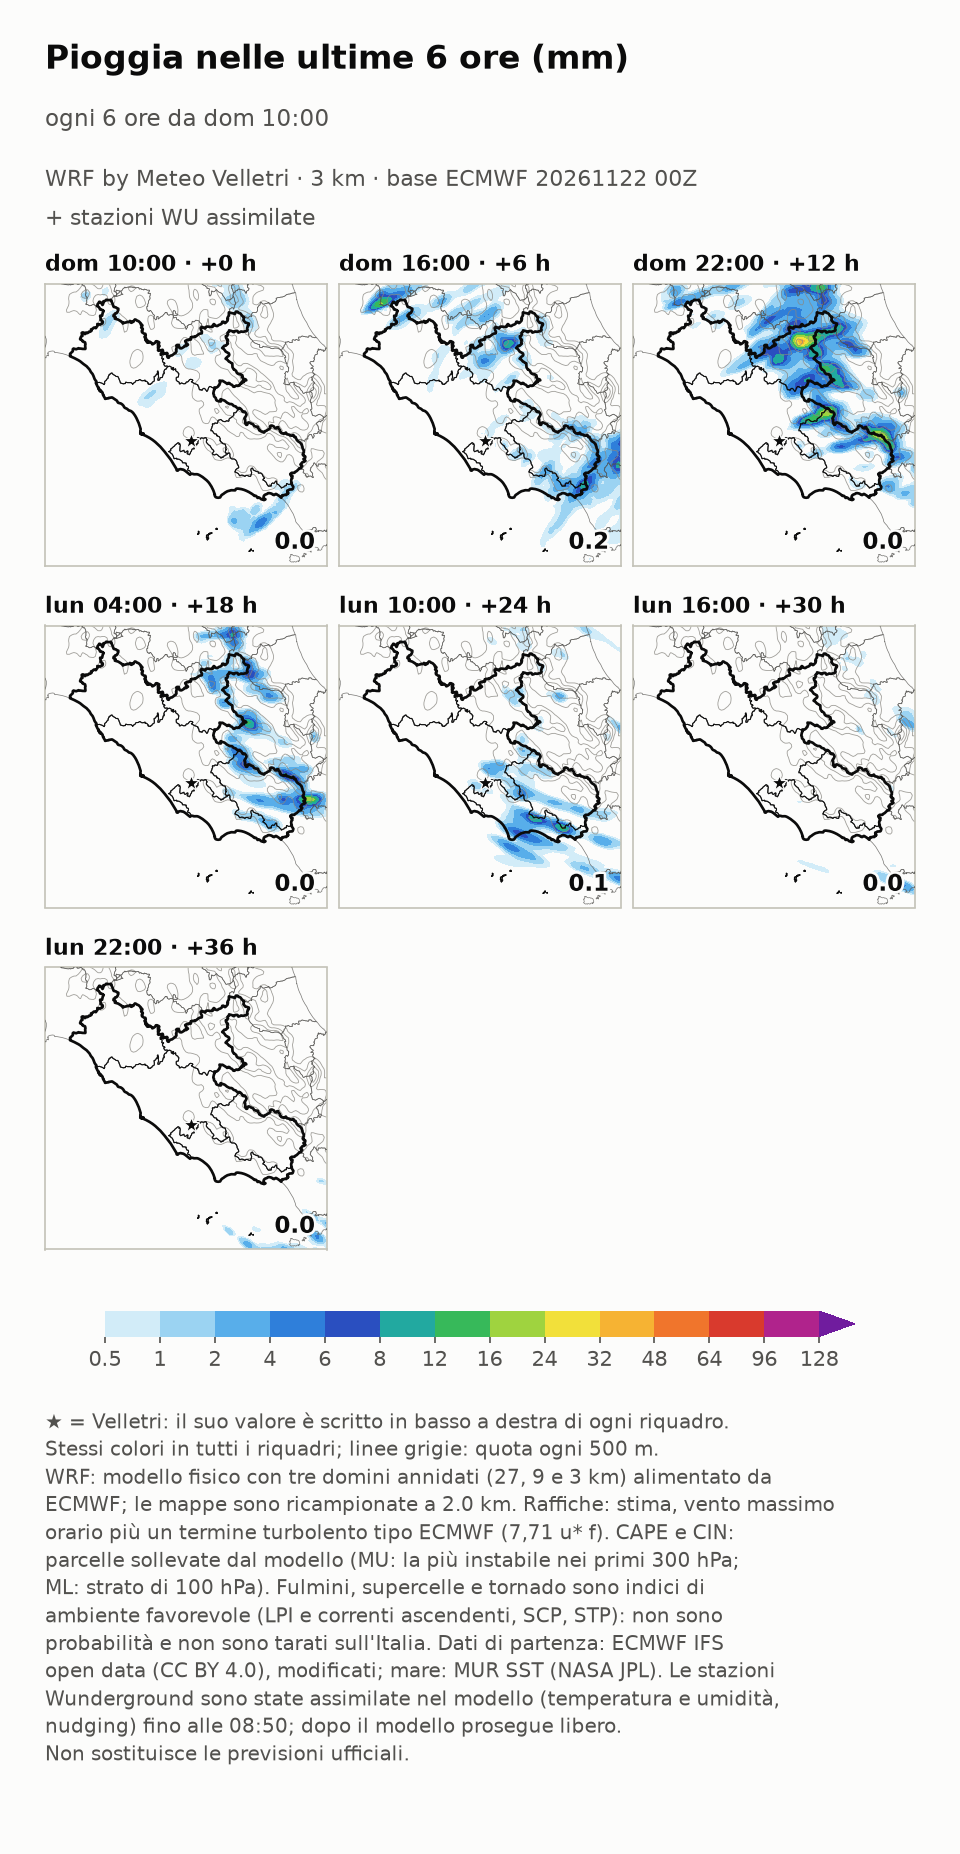 Pioggia nelle ultime 6 ore (mm)
ogni 6 ore da dom 10:00
WRF by Meteo Velletri · 3 km · base ECMWF 20261122 00Z
+ stazioni WU assimilate
dom 10:00 · +0 h
dom 16:00 · +6 h
dom 22:00 · +12 h
0.0
0.2
0.0
lun 04:00 · +18 h
lun 10:00 · +24 h
lun 16:00 · +30 h
0.0
0.1
0.0
lun 22:00 · +36 h
0.0
0.5 1 2 4 6 8 12 16 24 32 48 64 96 128
★ = Velletri: il suo valore è scritto in basso a destra di ogni riquadro.
Stessi colori in tutti i riquadri; linee grigie: quota ogni 500 m.
WRF: modello fisico con tre domini annidati (27, 9 e 3 km) alimentato da
ECMWF; le mappe sono ricampionate a 2.0 km. Raffiche: stima, vento massimo
orario più un termine turbolento tipo ECMWF (7,71 u* f). CAPE e CIN:
parcelle sollevate dal modello (MU: la più instabile nei primi 300 hPa;
ML: strato di 100 hPa). Fulmini, supercelle e tornado sono indici di
ambiente favorevole (LPI e correnti ascendenti, SCP, STP): non sono
probabilità e non sono tarati sull'Italia. Dati di partenza: ECMWF IFS
open data (CC BY 4.0), modificati; mare: MUR SST (NASA JPL). Le stazioni
Wunderground sono state assimilate nel modello (temperatura e umidità,
nudging) fino alle 08:50; dopo il modello prosegue libero.
Non sostituisce le previsioni ufficiali.